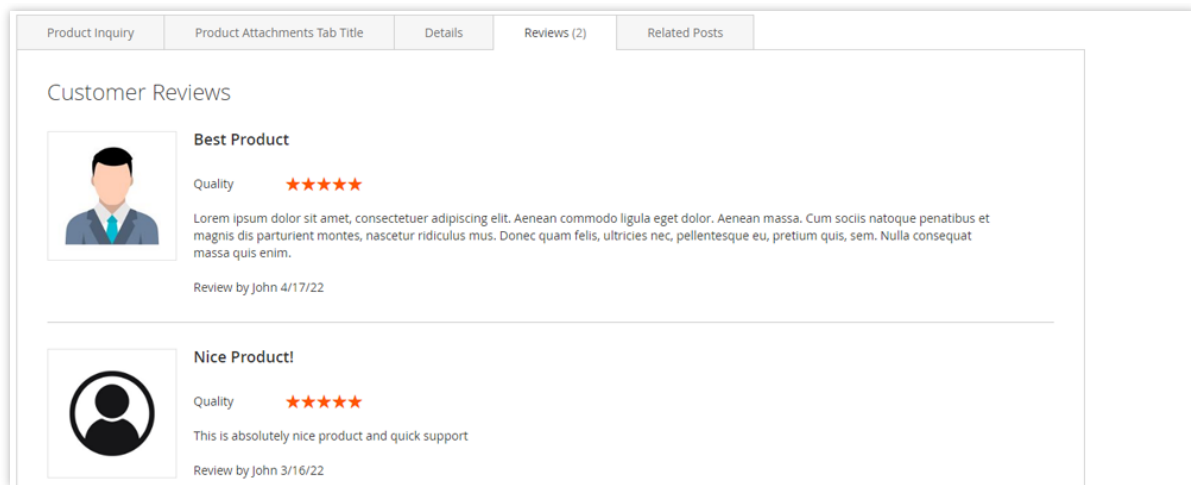 Product Inquiry
Product Attachments Tab Title
Details
Reviews (2)
Related Posts
Customer Reviews
Best Product
Quality
Lorem ipsum dolor sit amet, consectetuer adipiscing elit. Aenean commodo ligula eget dolor. Aenean massa. Cum sociis natoque penatibus et
magnis dis parturient montes, nascetur ridiculus mus. Donec quam felis, ultricies nec, pellentesque eu, pretium quis, sem. Nulla consequat
massa quis enim.
Review by John 4/17/22
Nice Product!
Quality
This is absolutely nice product and quick support
Review by John 3/16/22